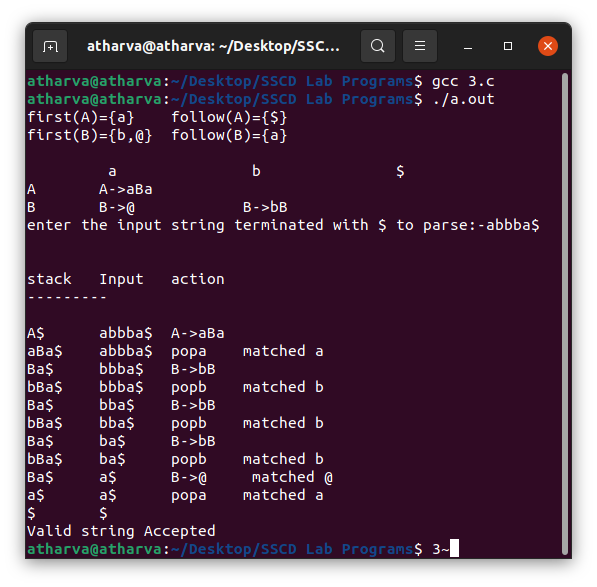 atharva@atharva: ~/Desktop/SSC...
atharva@atharva:~/Desktop/SSCD Lab Programs$ gcc 3.c
atharva@atharva:~/Desktop/SSCD Lab Programs$ ./a.out
first(A)={a}    follow(A)={$}
first(B)={b,@}  follow(B)={a}
         a               b               $
A       A->aBa
B       B->@            B->bB
enter the input string terminated with $ to parse:-abbba$
stack   Input   action
---------
A$      abbba$  A->aBa
aBa$    abbba$  popa    matched a
Ba$     bbba$   B->bB
bBa$    bbba$   popb    matched b
Ba$     bba$    B->bB
bBa$    bba$    popb    matched b
Ba$     ba$     B->bB
bBa$    ba$     popb    matched b
Ba$     a$      B->@     matched @
a$      a$      popa    matched a
$       $
Valid string Accepted
atharva@atharva:~/Desktop/SSCD Lab Programs$ 3~